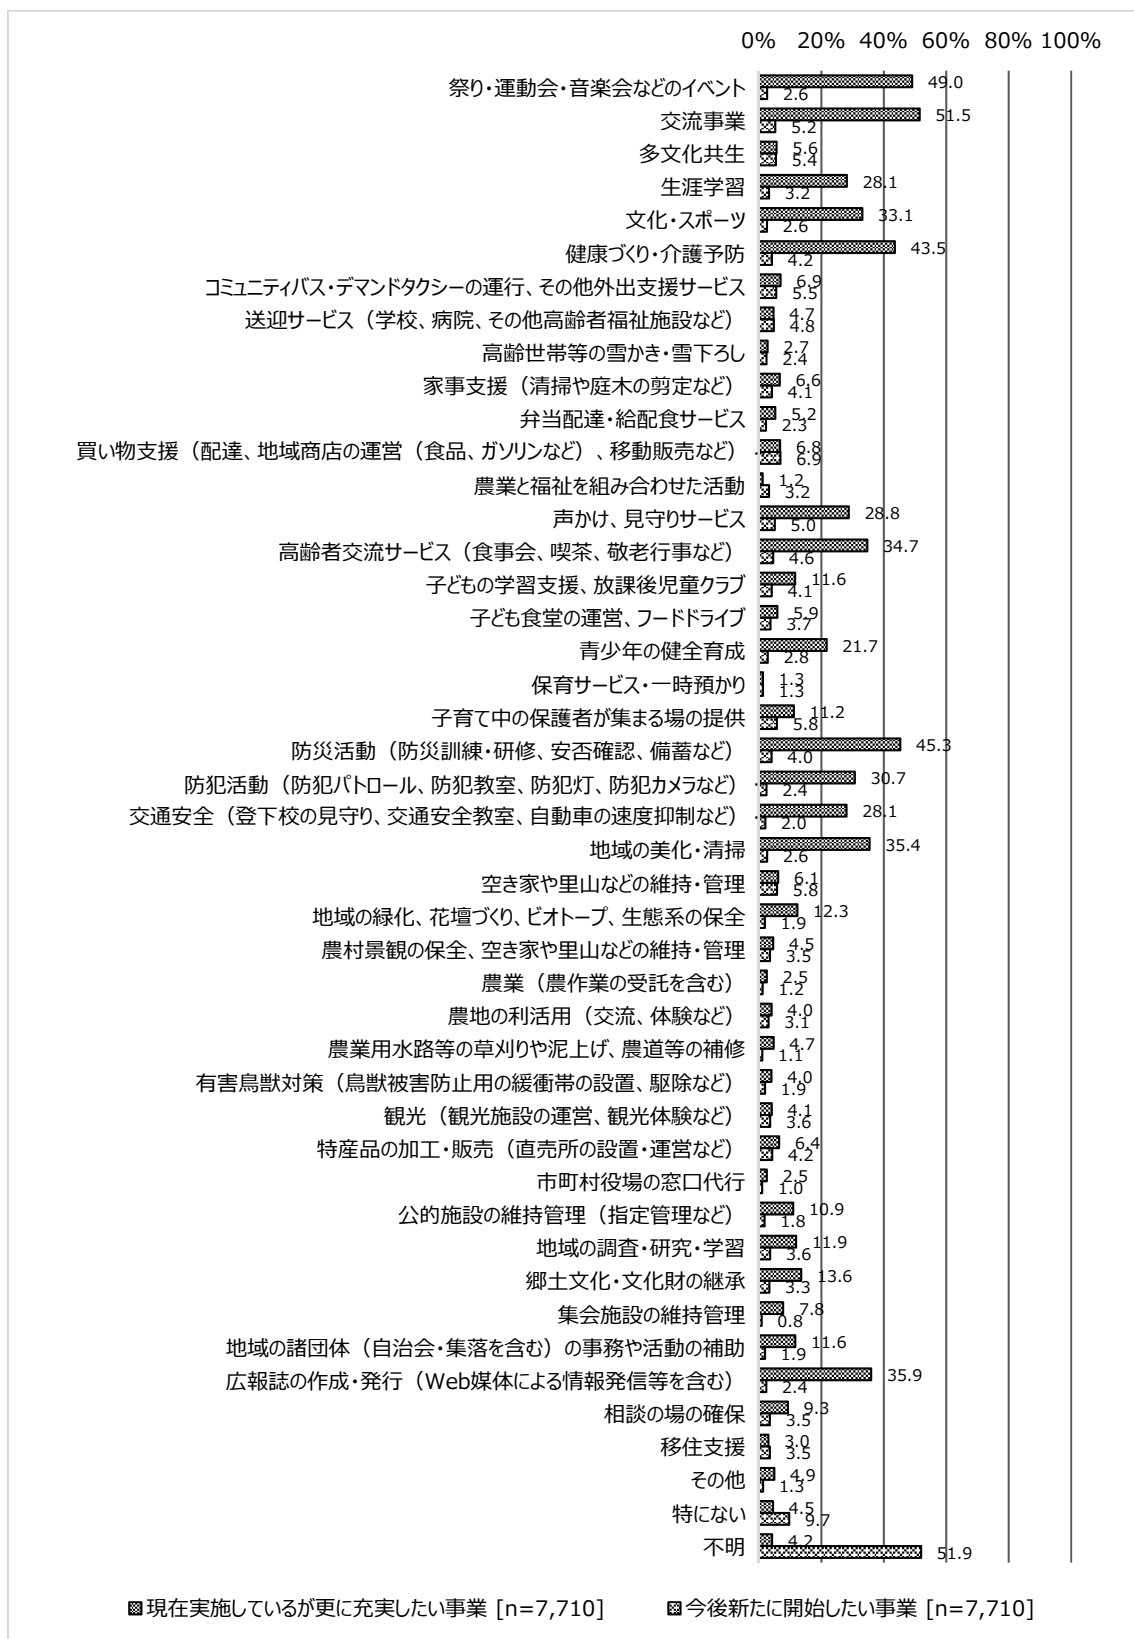 0% 20% 40% 60% 80% 100%
祭り・運動会・音楽会などのイベント 49.0
2.6
交流事業 51.5
5.2
多文化共生 5.6
5.4
生涯学習 28.1
3.2
文化・スポーツ 33.1
2.6
健康づくり・介護予防 43.5
4.2
コミュニティバス・デマンドタクシーの運行、その他外出支援サービス 6.9
5.5
送迎サービス（学校、病院、その他高齢者福祉施設など） 4.7
4.8
高齢世帯等の雪かき・雪下ろし 2.7
2.4
家事支援（清掃や庭木の剪定など） 6.6
4.1
弁当配達・給配食サービス 5.2
2.3
買い物支援（配達、地域商店の運営（食品、ガソリンなど）、移動販売など） 6.8
6.9
農業と福祉を組み合わせた活動 1.2
3.2
声かけ、見守りサービス 28.8
5.0
高齢者交流サービス（食事会、喫茶、敬老行事など） 34.7
4.6
子どもの学習支援、放課後児童クラブ 11.6
4.1
子ども食堂の運営、フードドライブ 5.9
3.7
青少年の健全育成 21.7
2.8
保育サービス・一時預かり 1.3
1.3
子育て中の保護者が集まる場の提供 11.2
5.8
防災活動（防災訓練・研修、安否確認、備蓄など） 45.3
4.0
防犯活動（防犯パトロール、防犯教室、防犯灯、防犯カメラなど） 30.7
2.4
交通安全（登下校の見守り、交通安全教室、自動車の速度抑制など） 28.1
2.0
地域の美化・清掃 35.4
2.6
空き家や里山などの維持・管理 6.1
5.8
地域の緑化、花壇づくり、ビオトープ、生態系の保全 12.3
1.9
農村景観の保全、空き家や里山などの維持・管理 4.5
3.5
農業（農作業の受託を含む） 2.5
1.2
農地の利活用（交流、体験など） 4.0
3.1
農業用水路等の草刈りや泥上げ、農道等の補修 4.7
1.1
有害鳥獣対策（鳥獣被害防止用の緩衝帯の設置、駆除など） 4.0
1.9
観光（観光施設の運営、観光体験など） 4.1
3.6
特産品の加工・販売（直売所の設置・運営など） 6.4
4.2
市町村役場の窓口代行 2.5
1.0
公的施設の維持管理（指定管理など） 10.9
1.8
地域の調査・研究・学習 11.9
3.6
郷土文化・文化財の継承 13.6
3.3
集会施設の維持管理 7.8
0.8
地域の諸団体（自治会・集落を含む）の事務や活動の補助 11.6
1.9
広報誌の作成・発行（Web媒体による情報発信等を含む） 35.9
2.4
相談の場の確保 9.3
3.5
移住支援 3.0
3.5
その他 4.9
1.3
特にない 4.5
9.7
不明 4.2
51.9
現在実施しているが更に充実したい事業 [n=7,710] 今後新たに開始したい事業 [n=7,710]